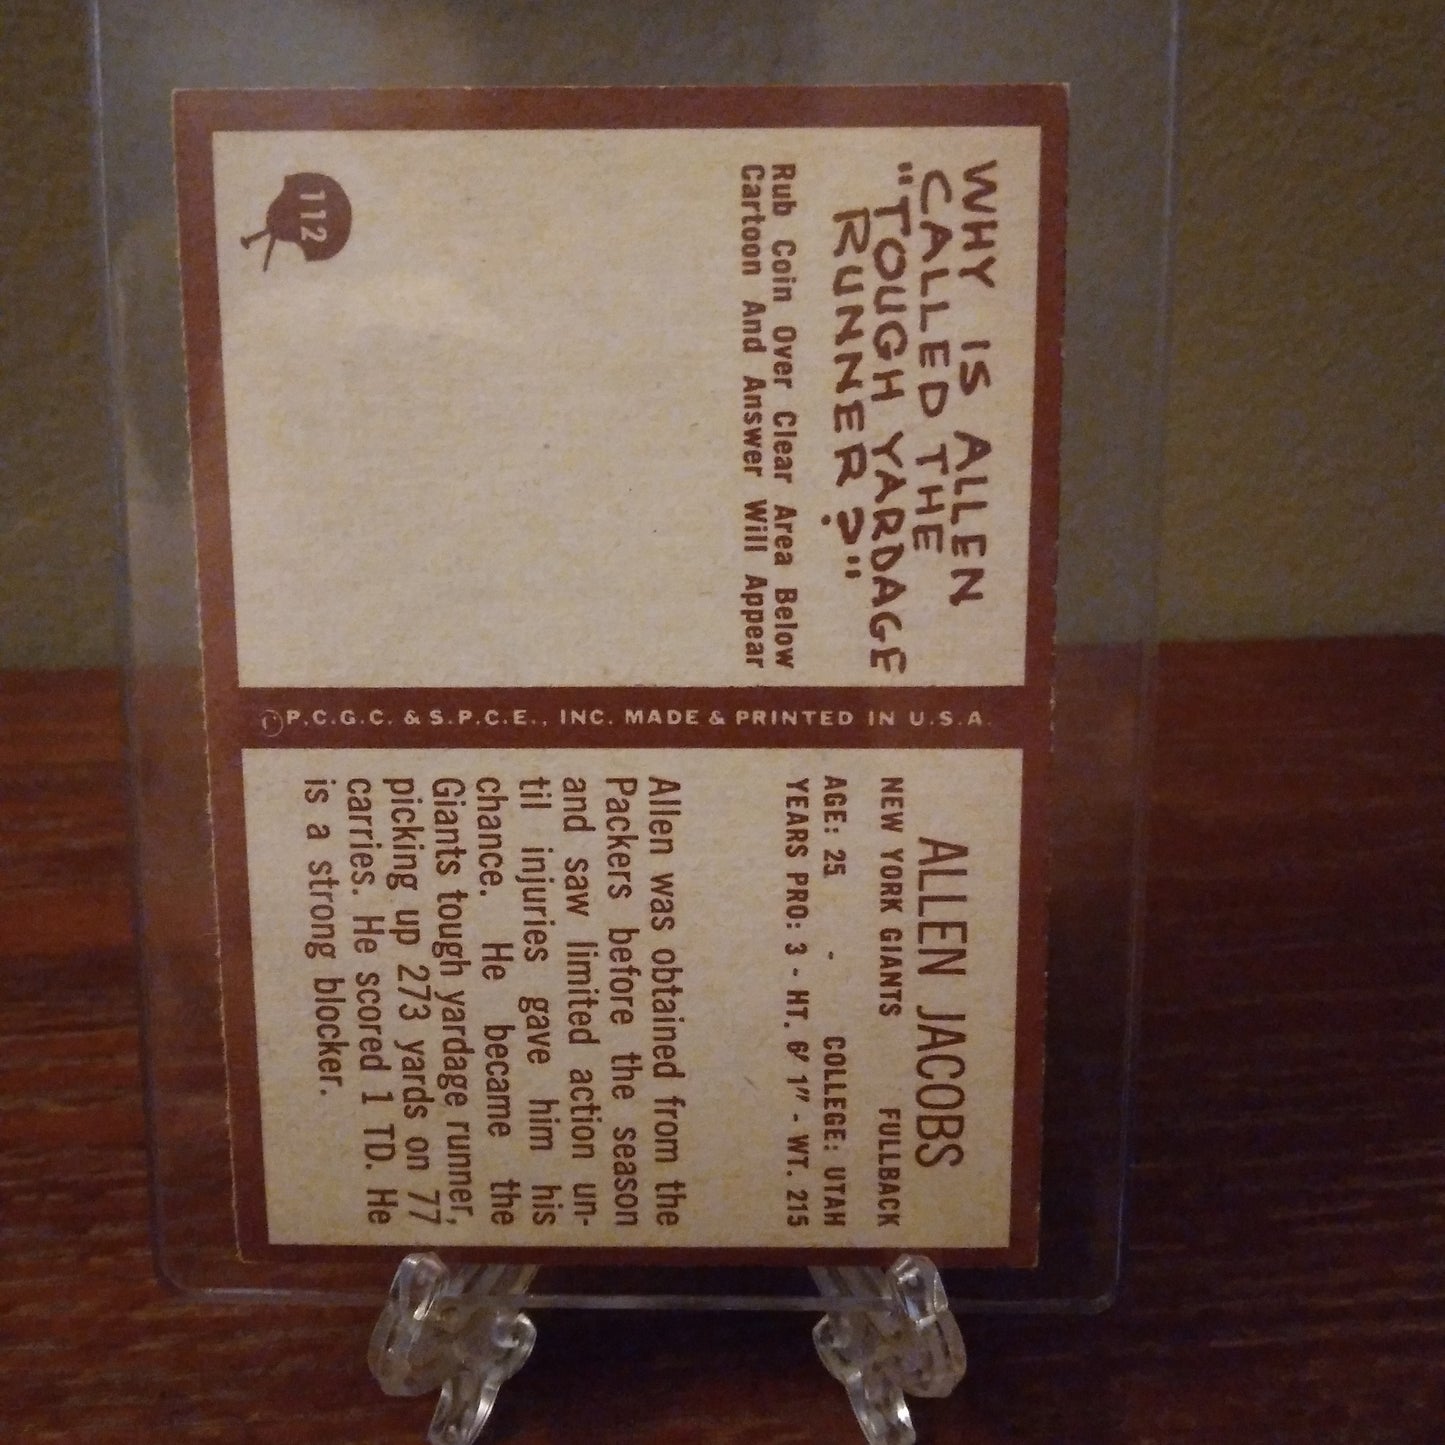 WHY IS ALLEN
CALLED THE
"TOUGH YARDAGE
RUNNER?"
Rub Coin Over Clear Area Below
Cartoon And Answer Will Appear
112
© P.C.G.C. & S.P.C.E., INC. MADE & PRINTED IN U.S.A.
ALLEN JACOBS
NEW YORK GIANTS FULLBACK
AGE: 25 - COLLEGE: UTAH
YEARS PRO: 3 - HT. 6' 1" - WT. 215
Allen was obtained from the
Packers before the season
and saw limited action un-
til injuries gave him his
chance. He became the
Giants tough yardage runner,
picking up 273 yards on 77
carries. He scored 1 TD. He
is a strong blocker.